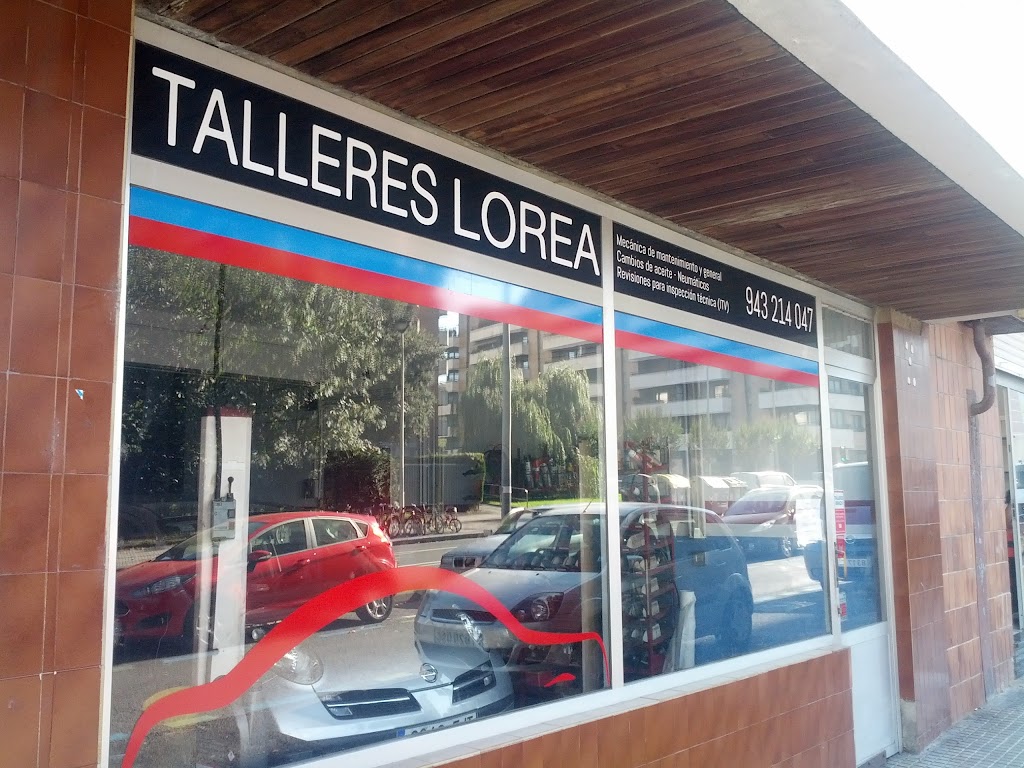 TALLERES LOREA
Mecánica de mantenimiento y general
Cambios de aceite - Neumáticos
Revisiones para inspección técnica (ITV)
943 214 047